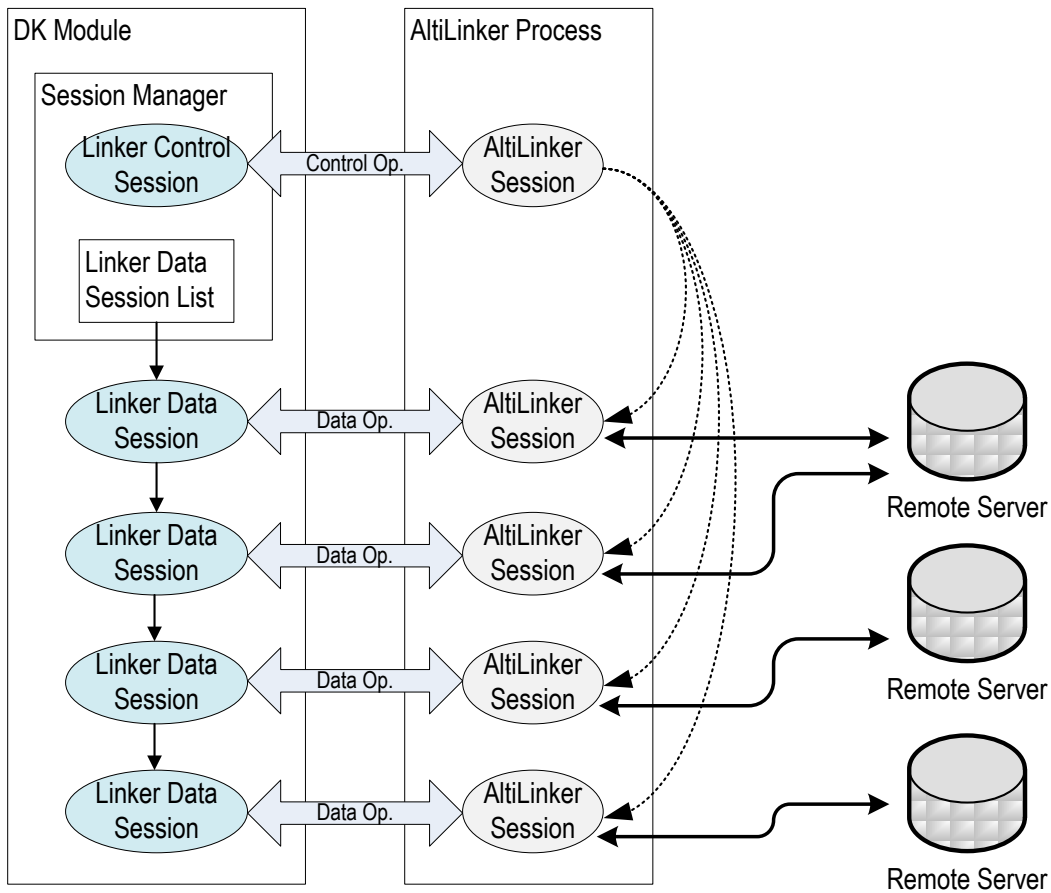 DK Module
AltiLinker Process
Session Manager
Linker Control
Session
Control Op.
AltiLinker
Session
Linker Data
Session List
Linker Data
Session
Data Op.
AltiLinker
Session
Remote Server
Linker Data
Session
Data Op.
AltiLinker
Session
Remote Server
Linker Data
Session
Data Op.
AltiLinker
Session
Linker Data
Session
Data Op.
AltiLinker
Session
Remote Server